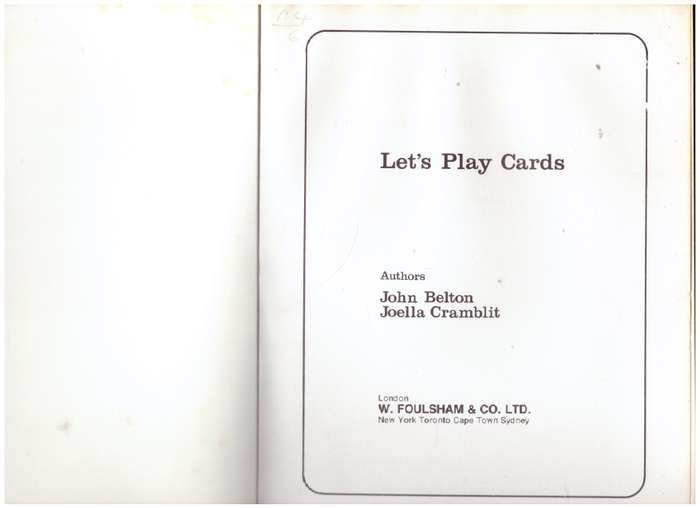 Let's Play Cards
Authors
John Belton
Joella Cramblit
London
W. FOULSHAM & CO. LTD.
New York Toronto Cape Town Sydney